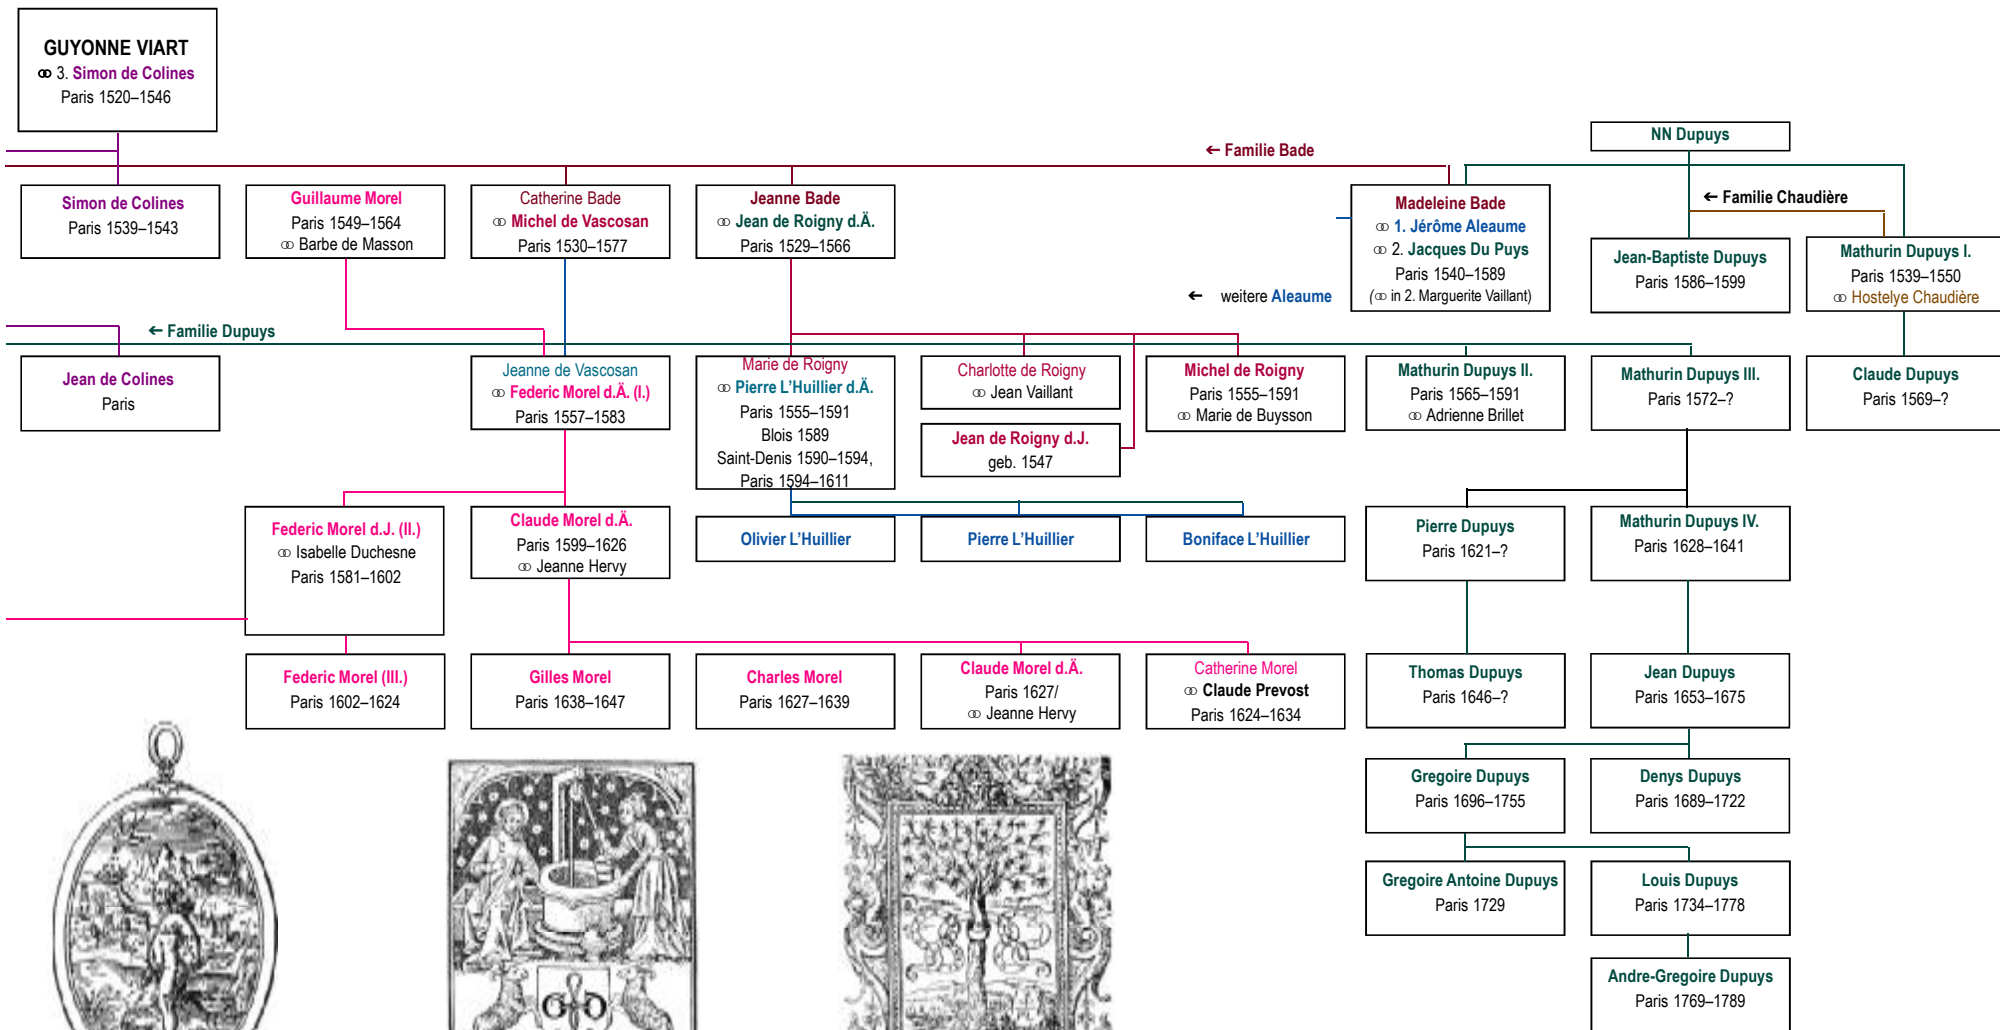 GUYONNE VIART
⚭ 3. Simon de Colines
Paris 1520–1546
NN Dupuys
← Familie Bade
Simon de Colines
Paris 1539–1543
Guillaume Morel
Paris 1549–1564
⚭ Barbe de Masson
Catherine Bade
⚭ Michel de Vascosan
Paris 1530–1577
Jeanne Bade
⚭ Jean de Roigny d.Ä.
Paris 1529–1566
Madeleine Bade
⚭ 1. Jérôme Aleaume
⚭ 2. Jacques Du Puys
Paris 1540–1589
(⚭ in 2. Marguerite Vaillant)
← Familie Chaudière
Jean-Baptiste Dupuys
Paris 1586–1599
Mathurin Dupuys I.
Paris 1539–1550
⚭ Hostelye Chaudière
← weitere Aleaume
← Familie Dupuys
Jean de Colines
Paris
Jeanne de Vascosan
⚭ Federic Morel d.Ä. (I.)
Paris 1557–1583
Marie de Roigny
⚭ Pierre L’Huillier d.Ä.
Paris 1555–1591
Blois 1589
Saint-Denis 1590–1594,
Paris 1594–1611
Charlotte de Roigny
⚭ Jean Vaillant
Jean de Roigny d.J.
geb. 1547
Michel de Roigny
Paris 1555–1591
⚭ Marie de Buysson
Mathurin Dupuys II.
Paris 1565–1591
⚭ Adrienne Brillet
Mathurin Dupuys III.
Paris 1572–?
Claude Dupuys
Paris 1569–?
Federic Morel d.J. (II.)
⚭ Isabelle Duchesne
Paris 1581–1602
Claude Morel d.Ä.
Paris 1599–1626
⚭ Jeanne Hervy
Olivier L’Huillier
Pierre L’Huillier
Boniface L’Huillier
Pierre Dupuys
Paris 1621–?
Mathurin Dupuys IV.
Paris 1628–1641
Federic Morel (III.)
Paris 1602–1624
Gilles Morel
Paris 1638–1647
Charles Morel
Paris 1627–1639
Claude Morel d.Ä.
Paris 1627/
⚭ Jeanne Hervy
Catherine Morel
⚭ Claude Prevost
Paris 1624–1634
Thomas Dupuys
Paris 1646–?
Jean Dupuys
Paris 1653–1675
Gregoire Dupuys
Paris 1696–1755
Denys Dupuys
Paris 1689–1722
Gregoire Antoine Dupuys
Paris 1729
Louis Dupuys
Paris 1734–1778
Andre-Gregoire Dupuys
Paris 1769–1789